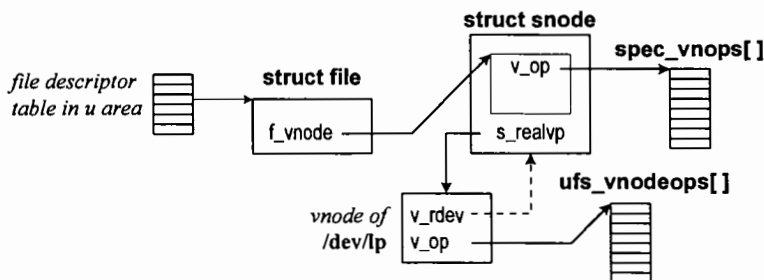 struct snode
spec_vnops[ ]
struct file
file descriptor
table in u area
v_op
f_vnode
s_realvp
ufs_vnodeops[ ]
vnode of
/dev/lp
v_rdev
v_op